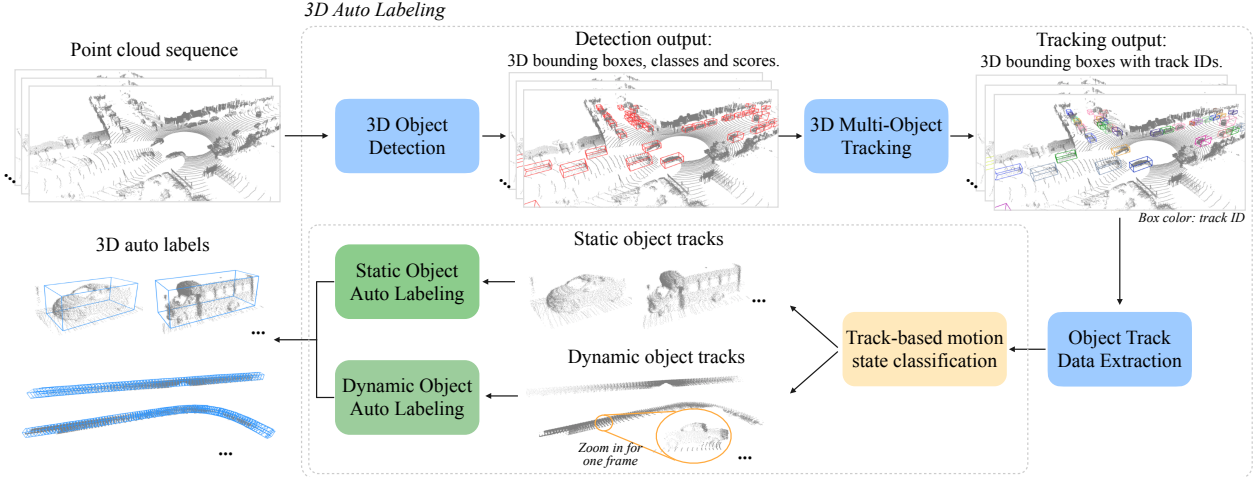 3D Auto Labeling
Point cloud sequence
Detection output:
3D bounding boxes, classes and scores.
Tracking output:
3D bounding boxes with track IDs.
3D Object
Detection
3D Multi-Object
Tracking
...
...
...
Box color: track ID
3D auto labels
Static object tracks
Static Object
Auto Labeling
...
...
Track-based motion
state classification
Object Track
Data Extraction
Dynamic object tracks
Dynamic Object
Auto Labeling
Zoom in for
one frame
...
...